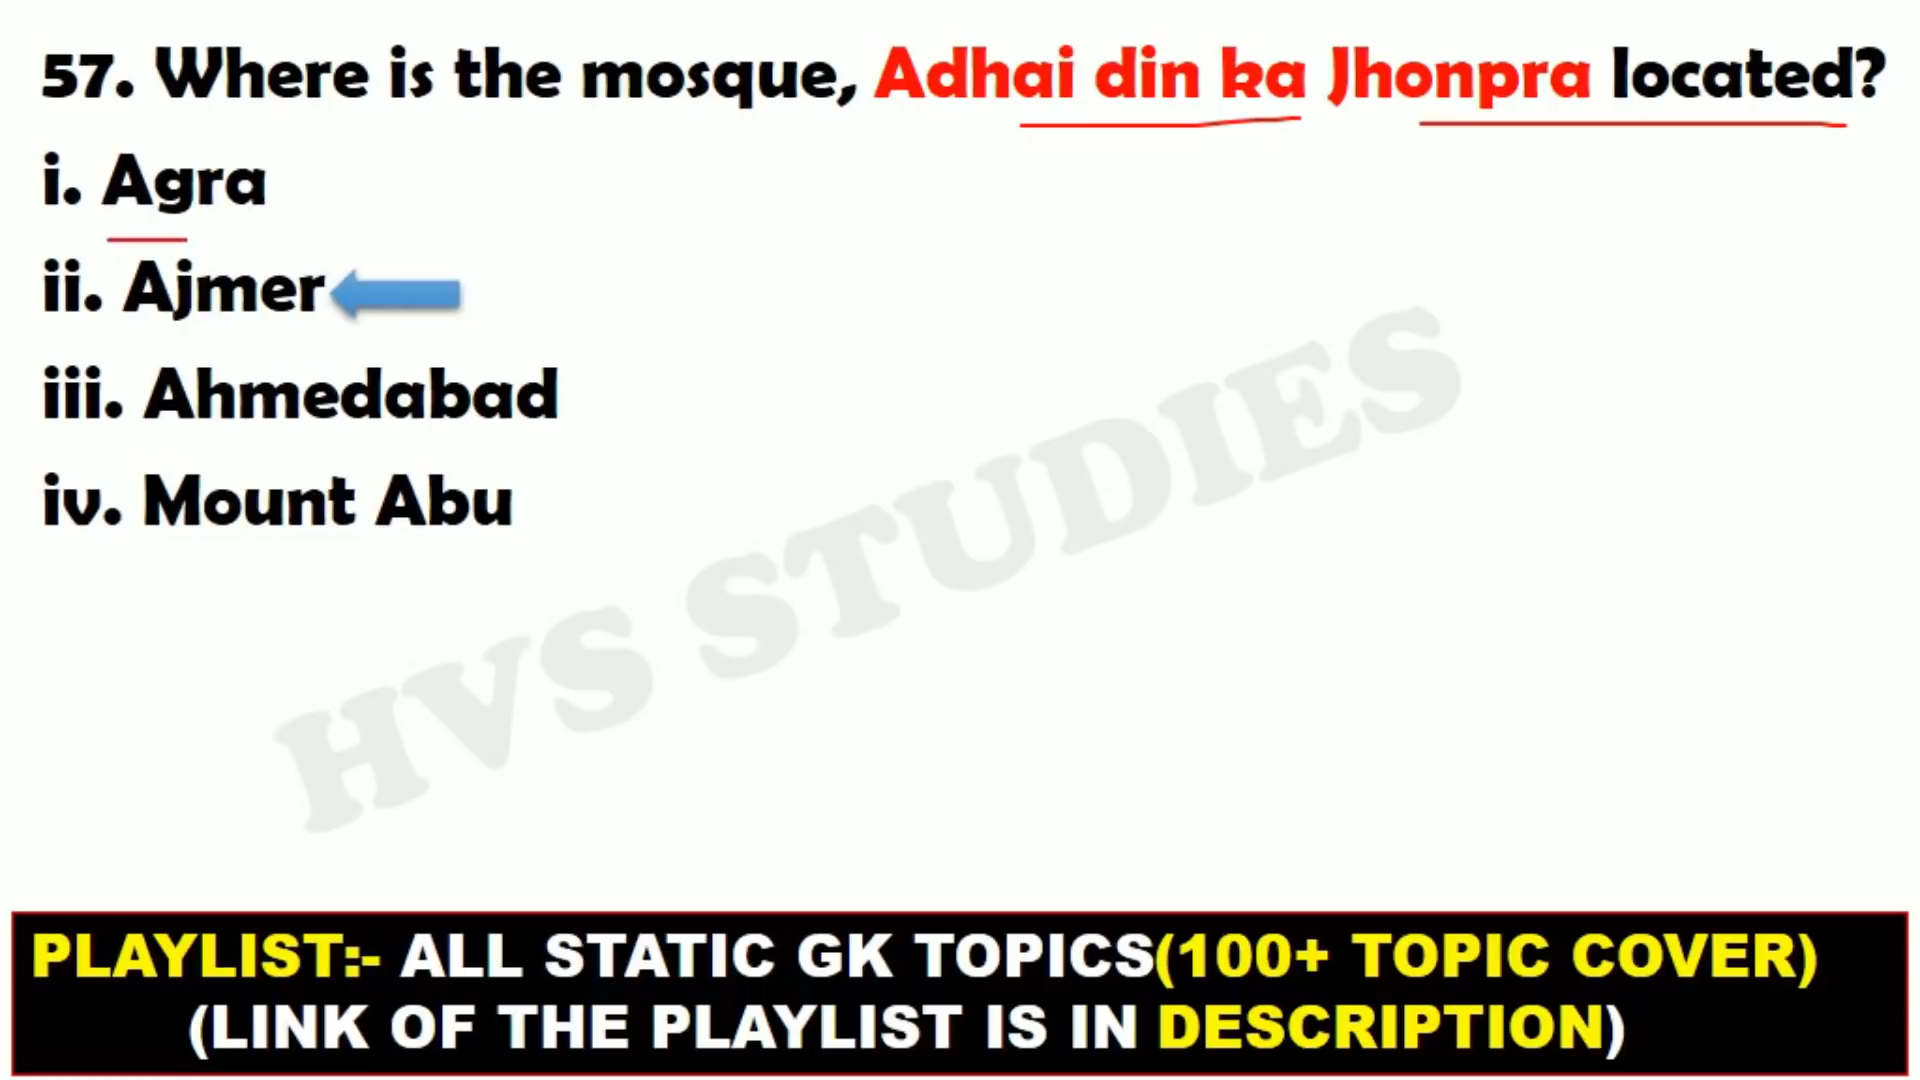 57. Where is the mosque, Adhai din ka Jhonpra located?
i. Agra
ii. Ajmer
iii. Ahmedabad
iv. Mount Abu
HVS STUDIES
PLAYLIST:- ALL STATIC GK TOPICS(100+ TOPIC COVER)
(LINK OF THE PLAYLIST IS IN DESCRIPTION)